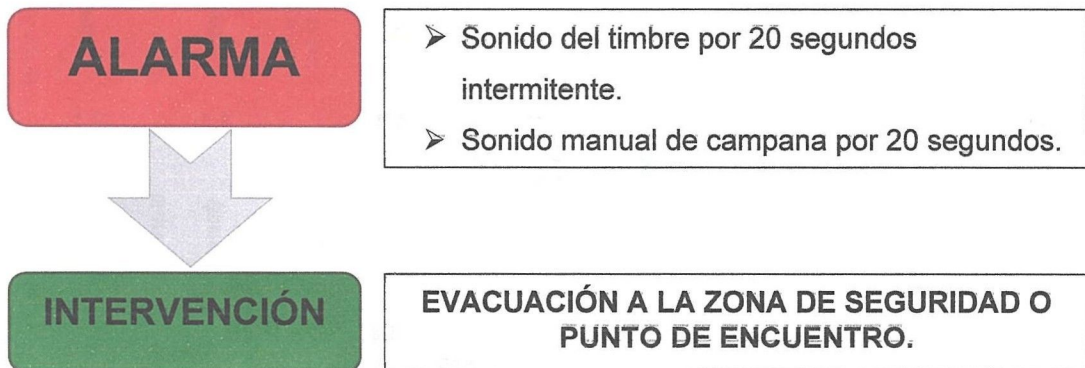 ALARMA
➤ Sonido del timbre por 20 segundos
intermitente.
➤ Sonido manual de campana por 20 segundos.
INTERVENCIÓN
EVACUACIÓN A LA ZONA DE SEGURIDAD O
PUNTO DE ENCUENTRO.